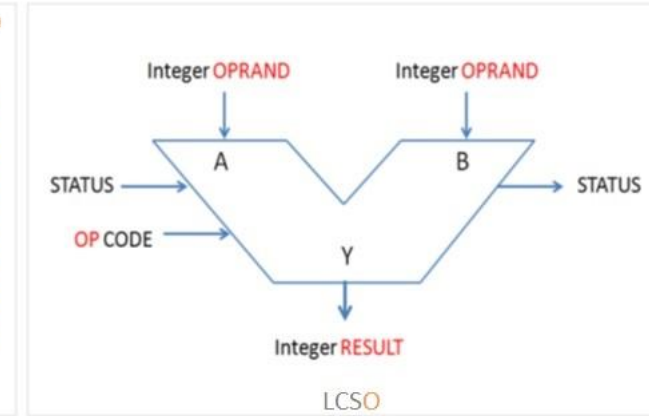 Integer OPRAND
Integer OPRAND
A
B
STATUS
STATUS
OP CODE
Y
Integer RESULT
LCSO